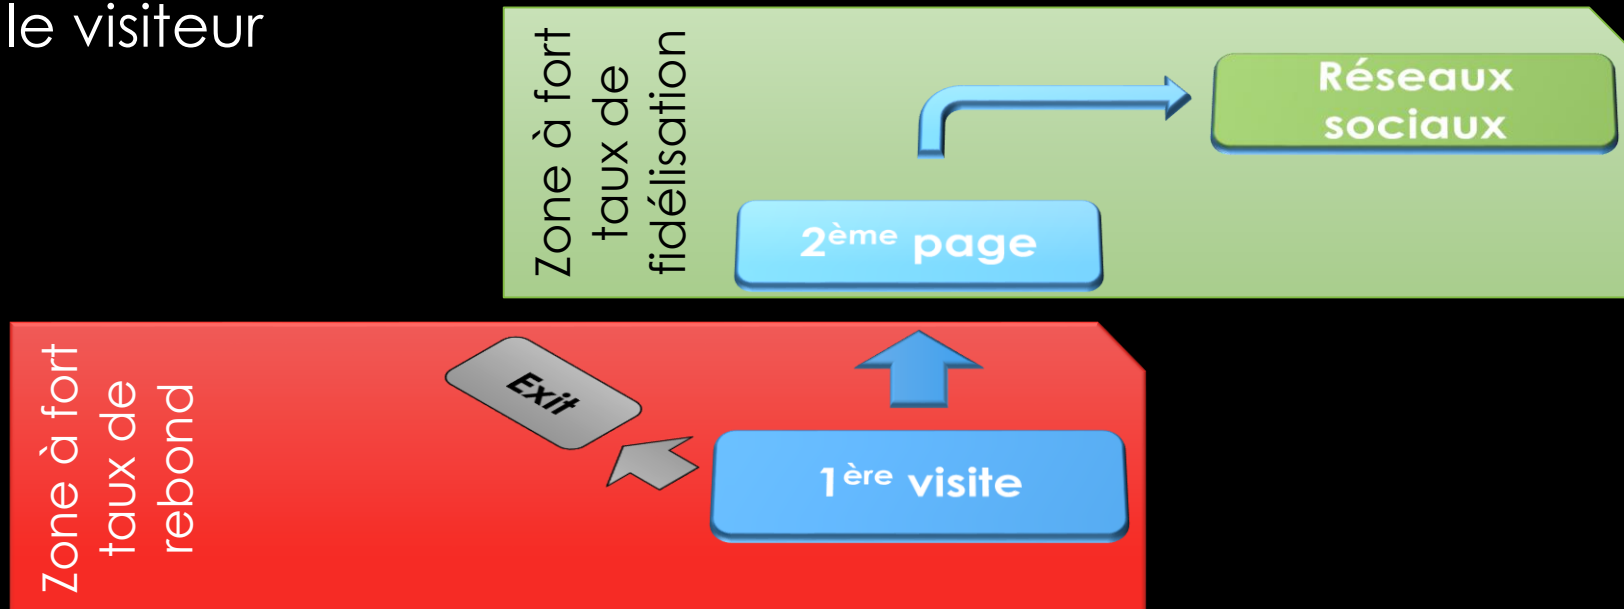 le visiteur
Zone à fort
taux de
fidélisation
Réseaux
sociaux
2ème page
Zone à fort
taux de
rebond
Exit
1ère visite